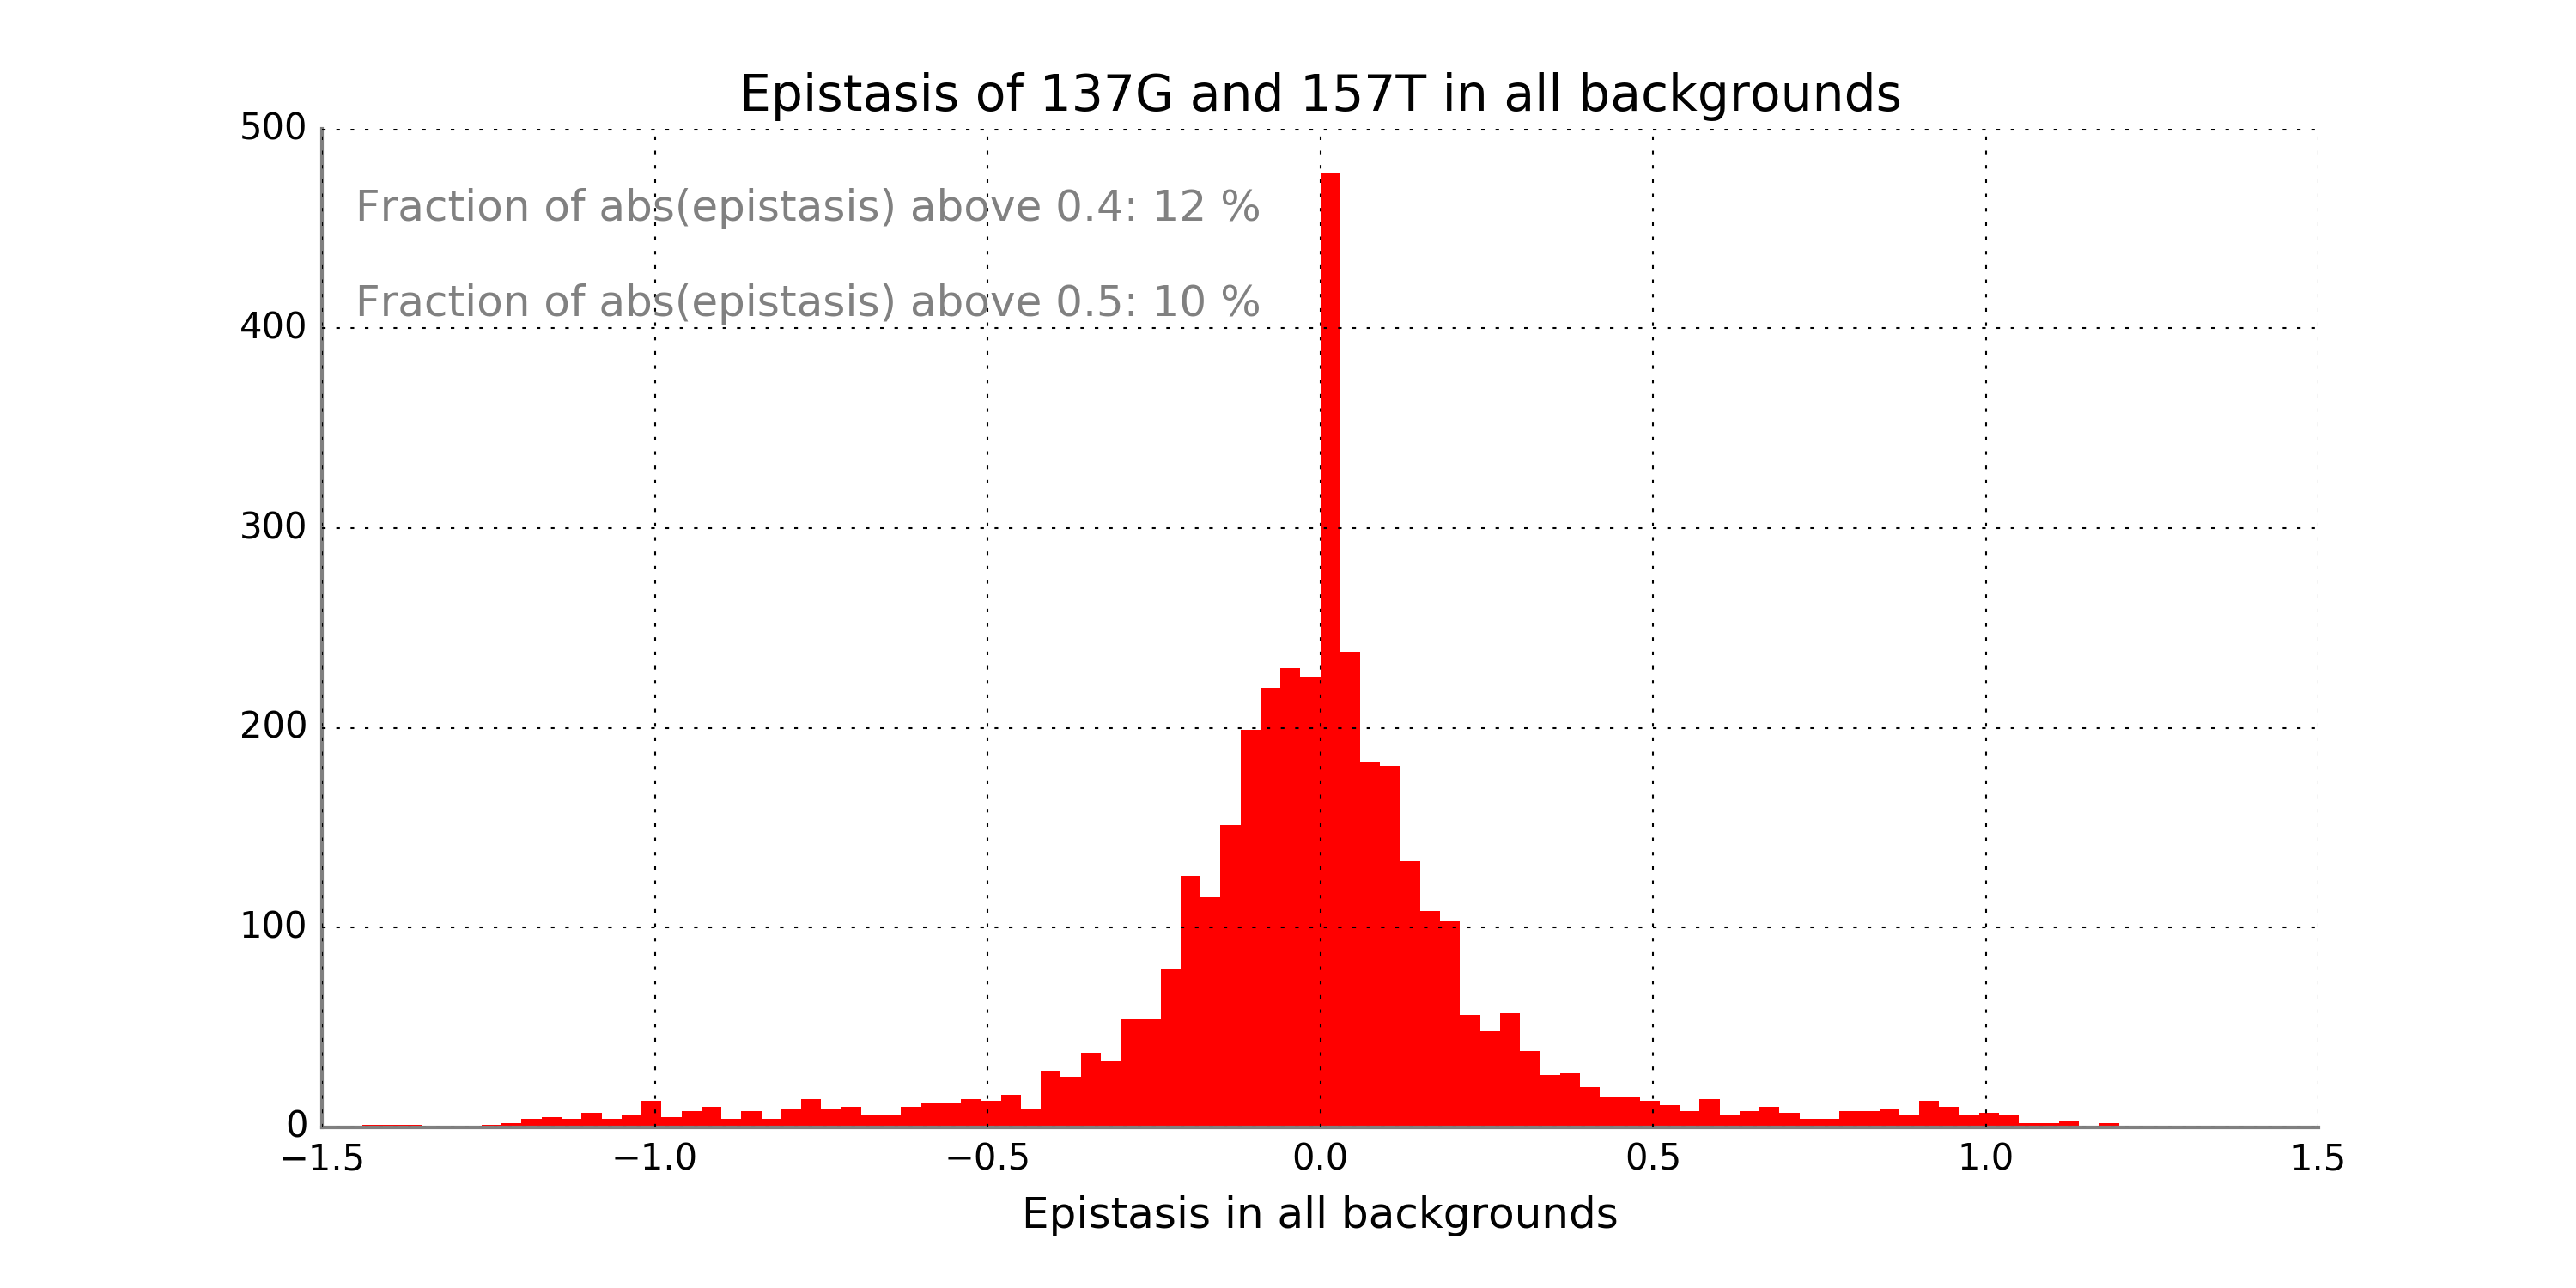 Epistasis of 137G and 157T in all backgrounds
500
Fraction of abs(epistasis) above 0.4: 12 %
Fraction of abs(epistasis) above 0.5: 10 %
400
300
200
100
0
−1.5 −1.0 −0.5 0.0 0.5 1.0 1.5
Epistasis in all backgrounds